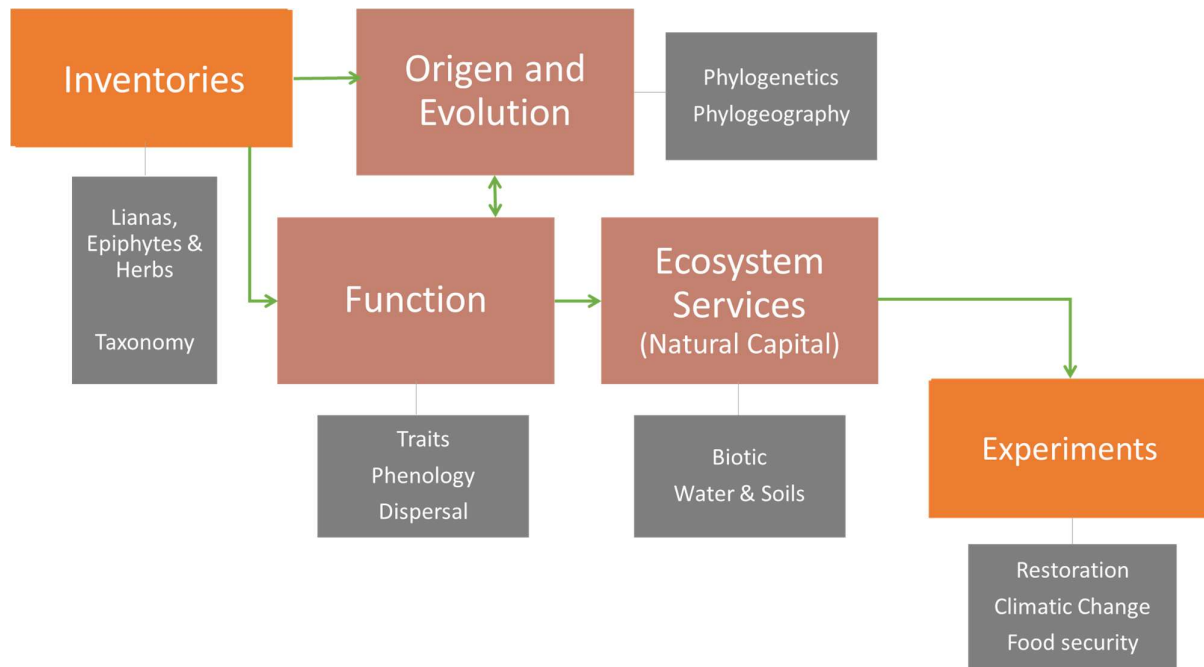 Inventories
Origen and
Evolution
Phylogenetics
Phylogeography
Lianas,
Epiphytes &
Herbs
Taxonomy
Function
Ecosystem
Services
(Natural Capital)
Traits
Phenology
Dispersal
Biotic
Water & Soils
Experiments
Restoration
Climatic Change
Food security